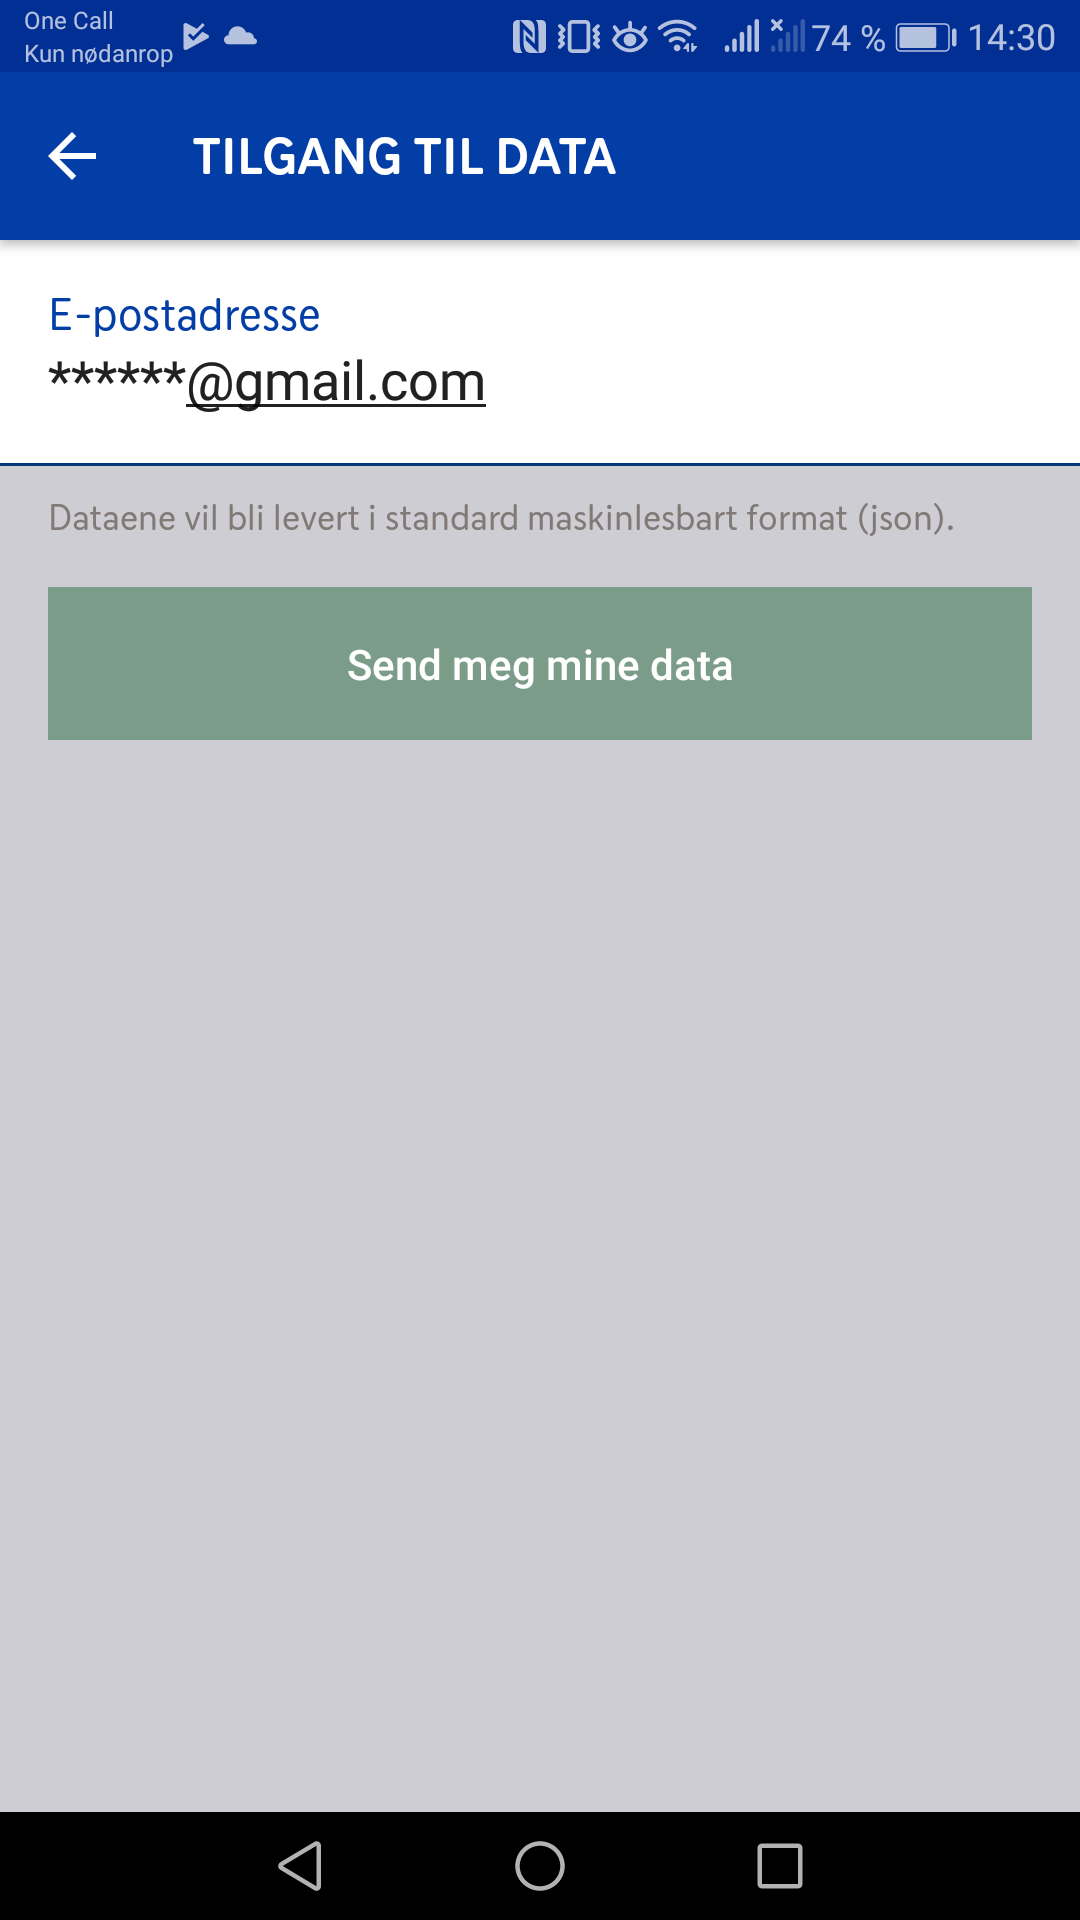 One Call
Kun nødanrop
74 % 14:30
TILGANG TIL DATA
E-postadresse
******@gmail.com
Dataene vil bli levert i standard maskinlesbart format (json).
Send meg mine data